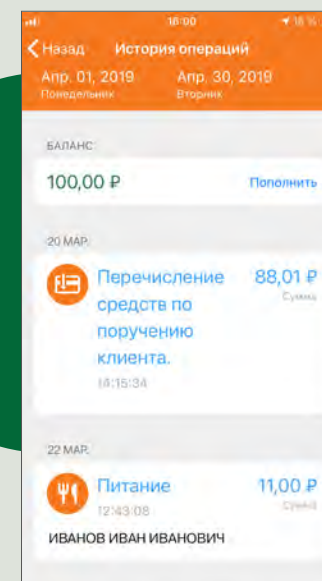 16:00
18 %
Назад История операций
Апр. 01, 2019 Апр. 30, 2019
Понедельник Вторник
БАЛАНС
100,00 ₽ Пополнить
20 МАР.
Перечисление 88,01 ₽
средств по Сумма
поручению
клиента.
14:15:34
22 МАР.
Питание 11,00 ₽
12:43:08 Сумма
ИВАНОВ ИВАН ИВАНОВИЧ